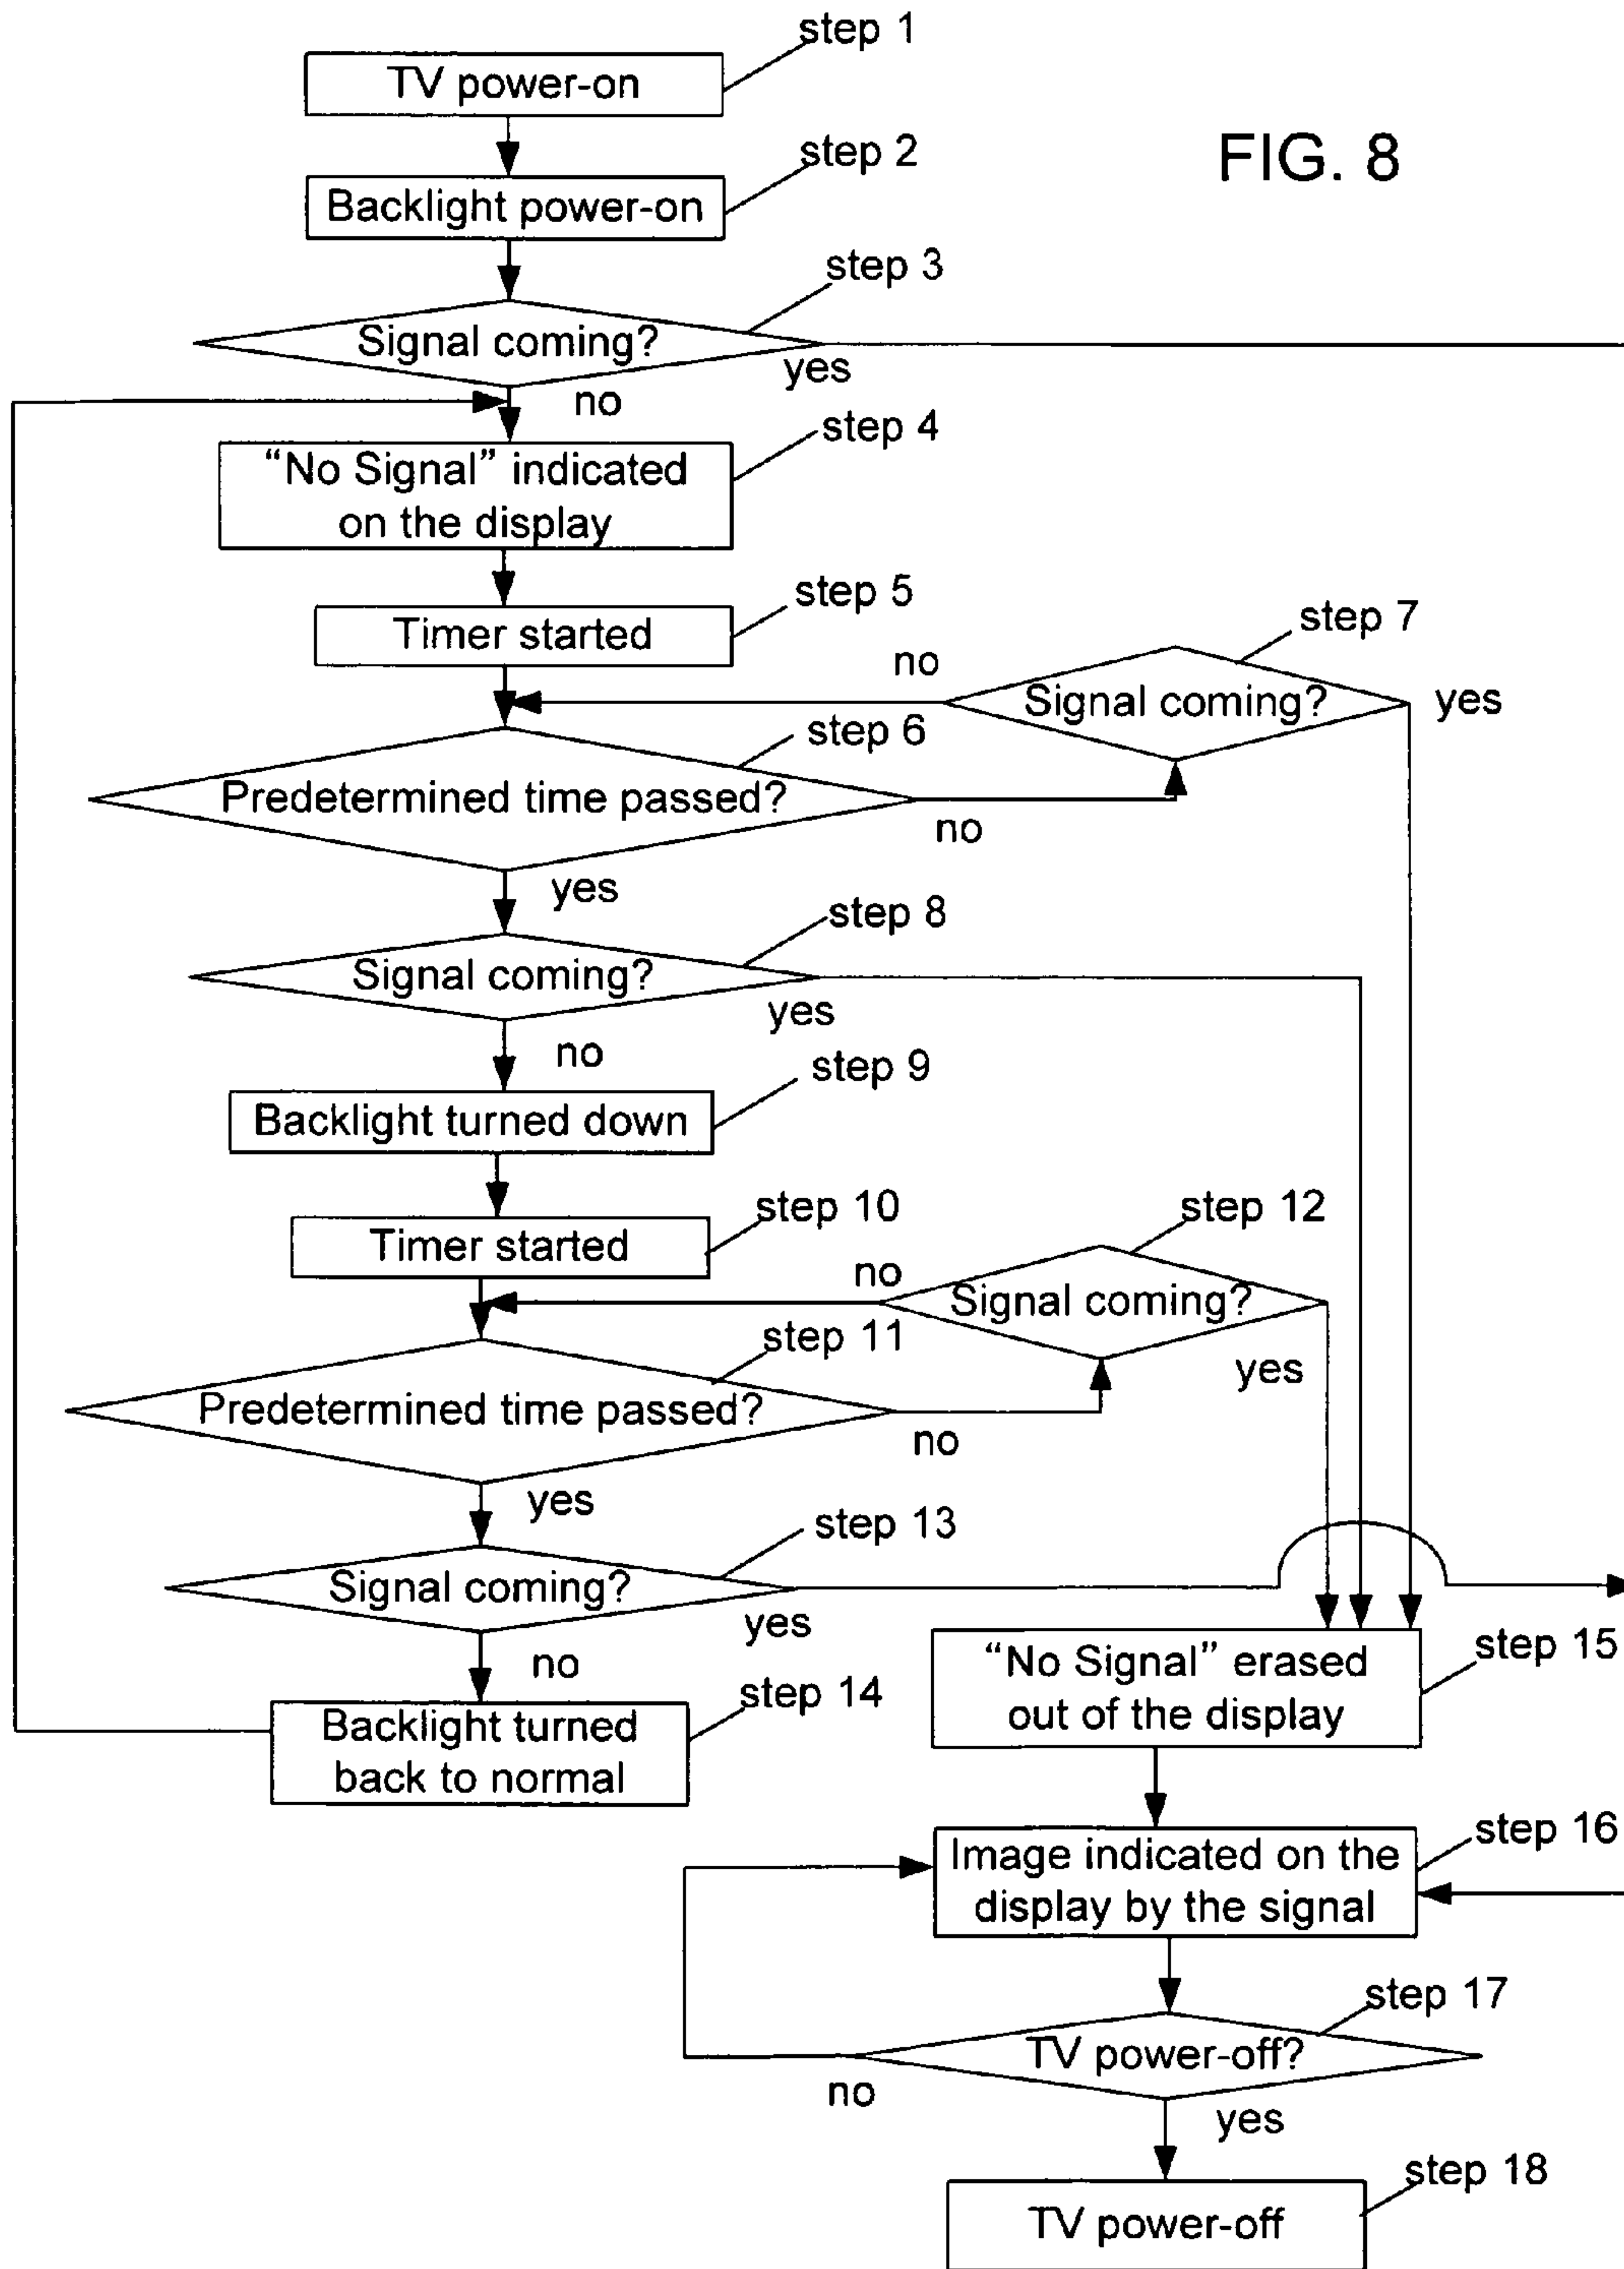 step 1
TV power-on
FIG. 8
step 2
Backlight power-on
step 3
Signal coming?
yes
no
step 4
“No Signal” indicated
on the display
step 5
Timer started
step 7
no
Signal coming?
yes
step 6
Predetermined time passed?
no
yes
step 8
Signal coming?
yes
no
step 9
Backlight turned down
step 10
Timer started
step 12
no
Signal coming?
yes
step 11
Predetermined time passed?
no
yes
step 13
Signal coming?
yes
no
step 14
Backlight turned
back to normal
step 15
“No Signal” erased
out of the display
step 16
Image indicated on the
display by the signal
step 17
TV power-off?
no
yes
step 18
TV power-off